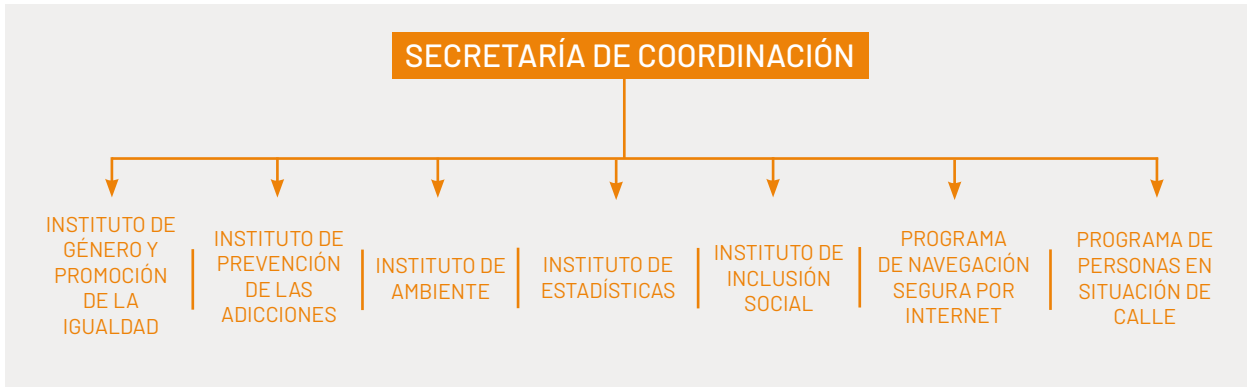 SECRETARÍA DE COORDINACIÓN
INSTITUTO DE
GÉNERO Y
PROMOCIÓN
DE LA
IGUALDAD
INSTITUTO DE
PREVENCIÓN
DE LAS
ADICCIONES
INSTITUTO DE
AMBIENTE
INSTITUTO DE
ESTADÍSTICAS
INSTITUTO DE
INCLUSIÓN
SOCIAL
PROGRAMA
DE NAVEGACIÓN
SEGURA POR
INTERNET
PROGRAMA DE
PERSONAS EN
SITUACIÓN DE
CALLE